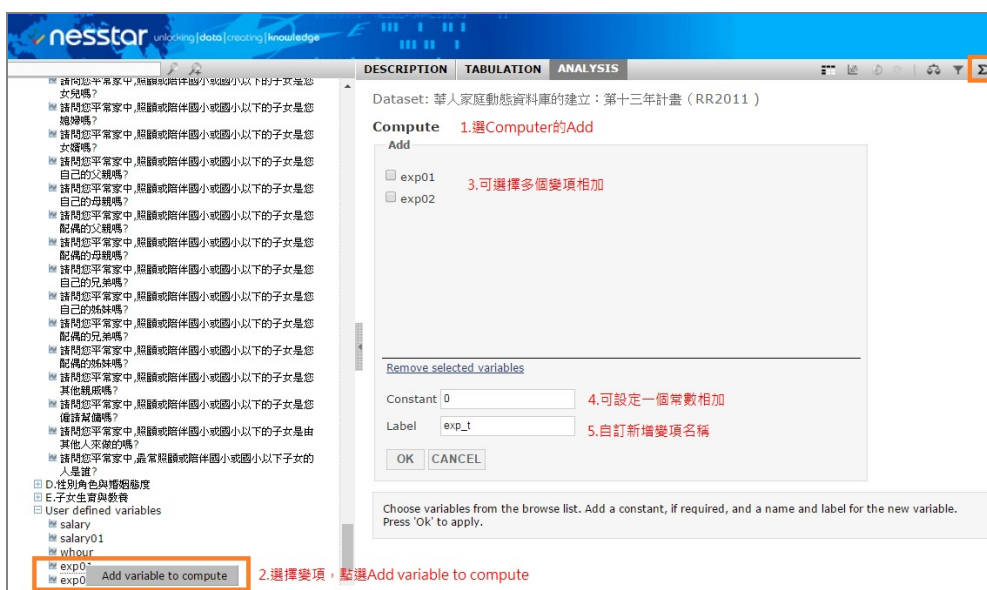 nesstar unlocking|data|creating|knowledge
DESCRIPTION TABULATION ANALYSIS
請問您平常家中,照顧或陪伴國小或國小以下的子女是您
女兒嗎?
請問您平常家中,照顧或陪伴國小或國小以下的子女是您
媳婦嗎?
請問您平常家中,照顧或陪伴國小或國小以下的子女是您
女婿嗎?
請問您平常家中,照顧或陪伴國小或國小以下的子女是您
自己的父親嗎?
請問您平常家中,照顧或陪伴國小或國小以下的子女是您
自己的母親嗎?
請問您平常家中,照顧或陪伴國小或國小以下的子女是您
配偶的父親嗎?
請問您平常家中,照顧或陪伴國小或國小以下的子女是您
配偶的母親嗎?
請問您平常家中,照顧或陪伴國小或國小以下的子女是您
自己的兄弟嗎?
請問您平常家中,照顧或陪伴國小或國小以下的子女是您
自己的姊妹嗎?
請問您平常家中,照顧或陪伴國小或國小以下的子女是您
配偶的兄弟嗎?
請問您平常家中,照顧或陪伴國小或國小以下的子女是您
配偶的姊妹嗎?
請問您平常家中,照顧或陪伴國小或國小以下的子女是您
其他親戚嗎?
請問您平常家中,照顧或陪伴國小或國小以下的子女是您
僱請幫傭嗎?
請問您平常家中,照顧或陪伴國小或國小以下的子女是由
其他人來做的嗎?
請問您平常家中,最常照顧或陪伴國小或國小以下子女的
人是誰?
D.性別角色與婚姻態度
E.子女生育與教養
User defined variables
salary
salary01
whour
exp0
exp0
Add variable to compute
2.選擇變項，點選Add variable to compute
Dataset: 華人家庭動態資料庫的建立：第十三年計畫（RR2011）
Compute 1.選Computer的Add
Add
exp01
3.可選擇多個變項相加
exp02
Remove selected variables
Constant 0 4.可設定一個常數相加
Label exp_t 5.自訂新增變項名稱
OK CANCEL
Choose variables from the browse list. Add a constant, if required, and a name and label for the new variable.
Press 'Ok' to apply.